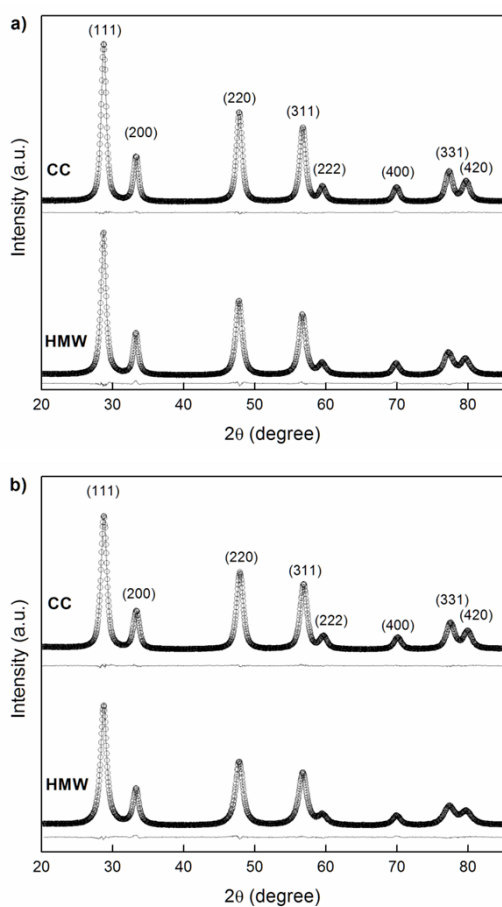 a)
(111)
(220)
(311)
(200)
(331)
(420)
(222)
(400)
CC
HMW
Intensity (a.u.)
20 30 40 50 60 70 80
2θ (degree)
b)
(111)
(220)
(311)
(200)
(331)
(222)
(400)
(420)
CC
HMW
Intensity (a.u.)
20 30 40 50 60 70 80
2θ (degree)